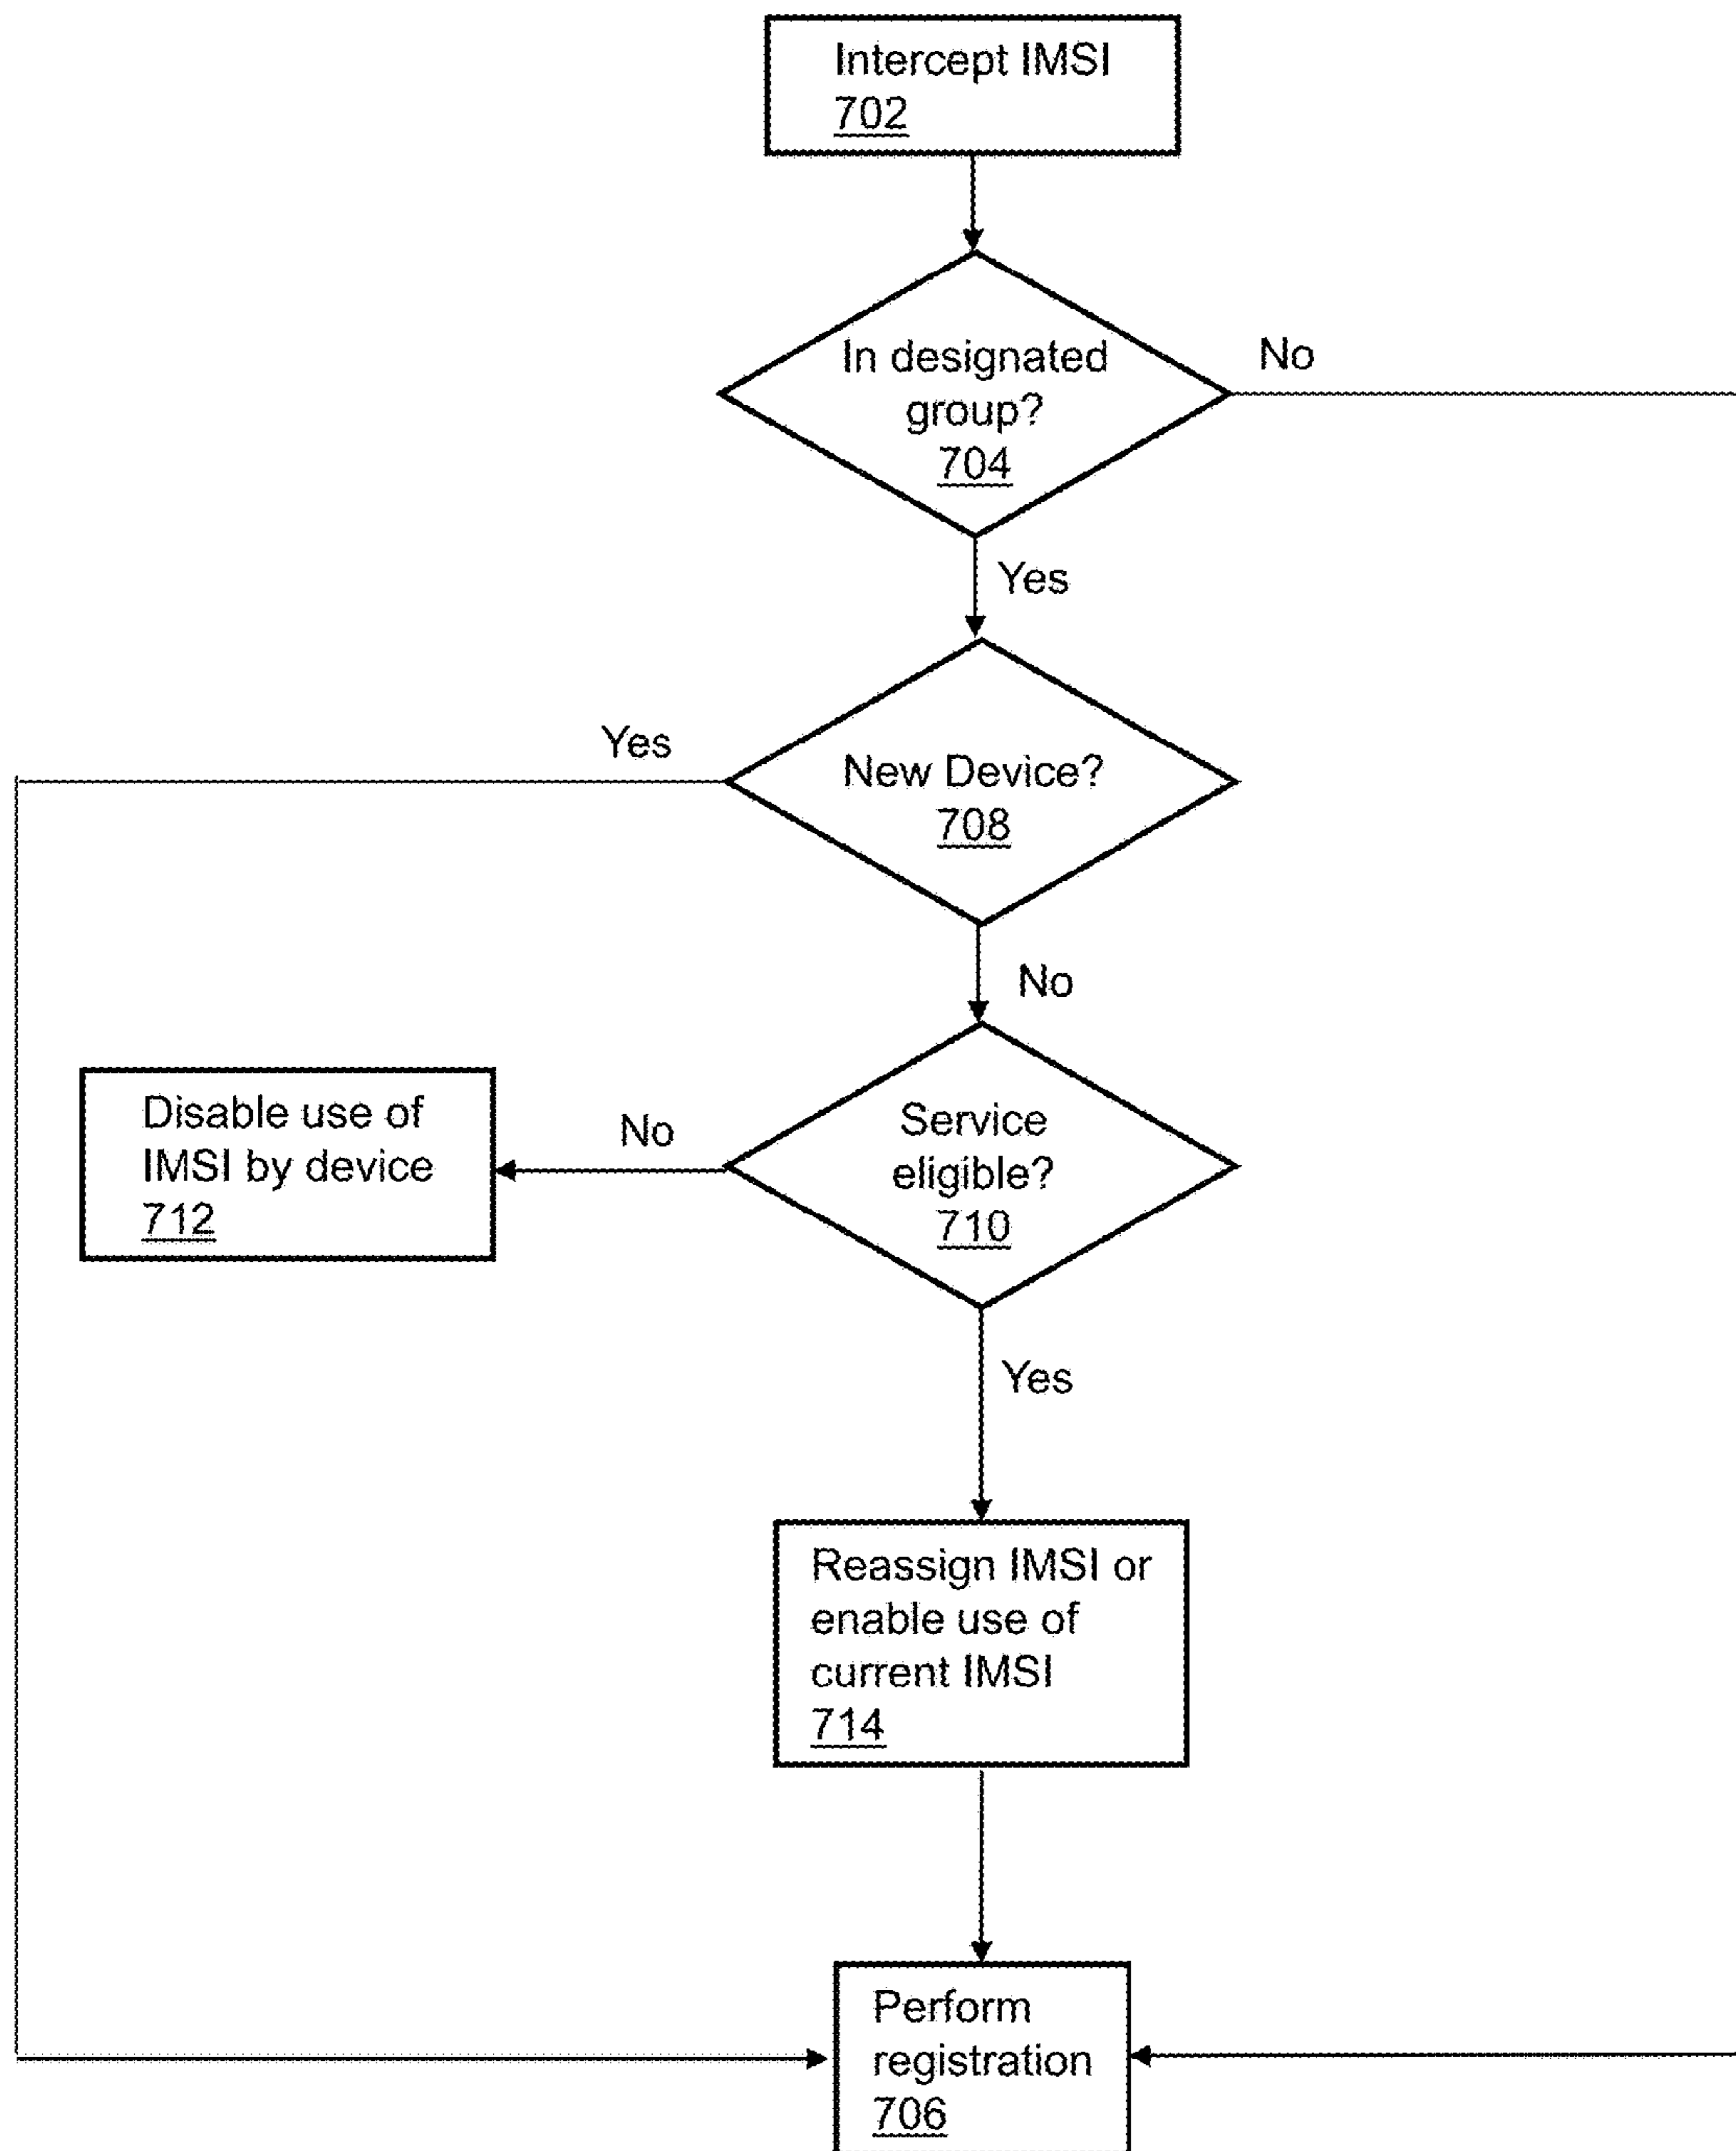 Intercept IMSI
702
In designated
group?
704
No
Yes
New Device?
708
Yes
No
Service
eligible?
710
No
Disable use of
IMSI by device
712
Yes
Reassign IMSI or
enable use of
current IMSI
714
Perform
registration
706